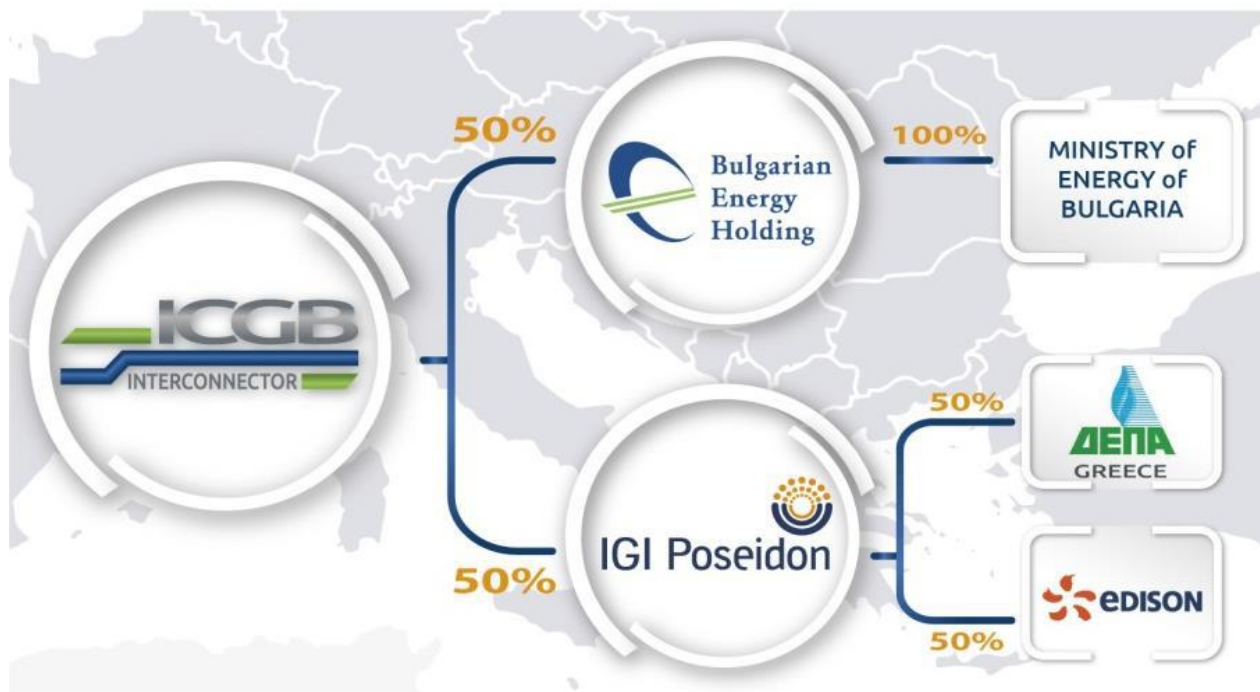 50%
Bulgarian
Energy
Holding
100%
MINISTRY of
ENERGY of
BULGARIA
ICGB
INTERCONNECTOR
50%
IGI Poseidon
50%
ΔΕΠΑ
GREECE
50%
eDISON